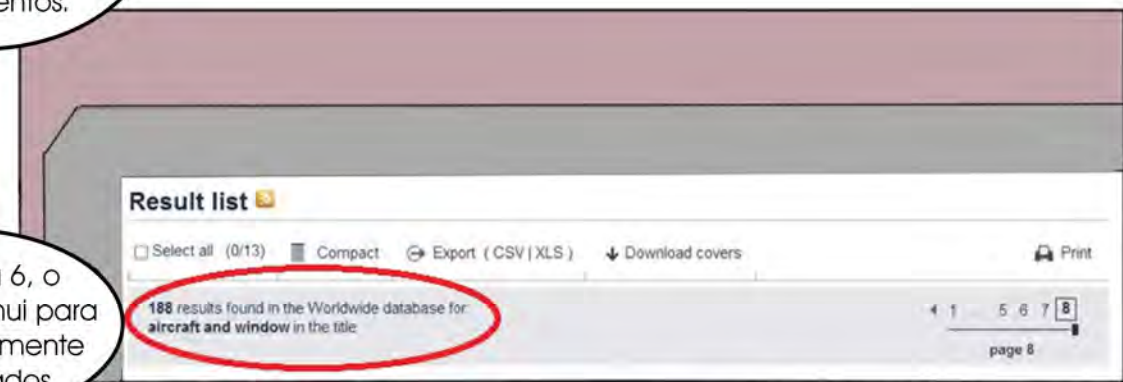 entos.
Result list
Select all (0/13) Compact Export ( CSV | XLS ) Download covers Print
188 results found in the Worldwide database for:
aircraft and window in the title
1 5 6 7 8
page 8
6, o
nui para
mente
ados